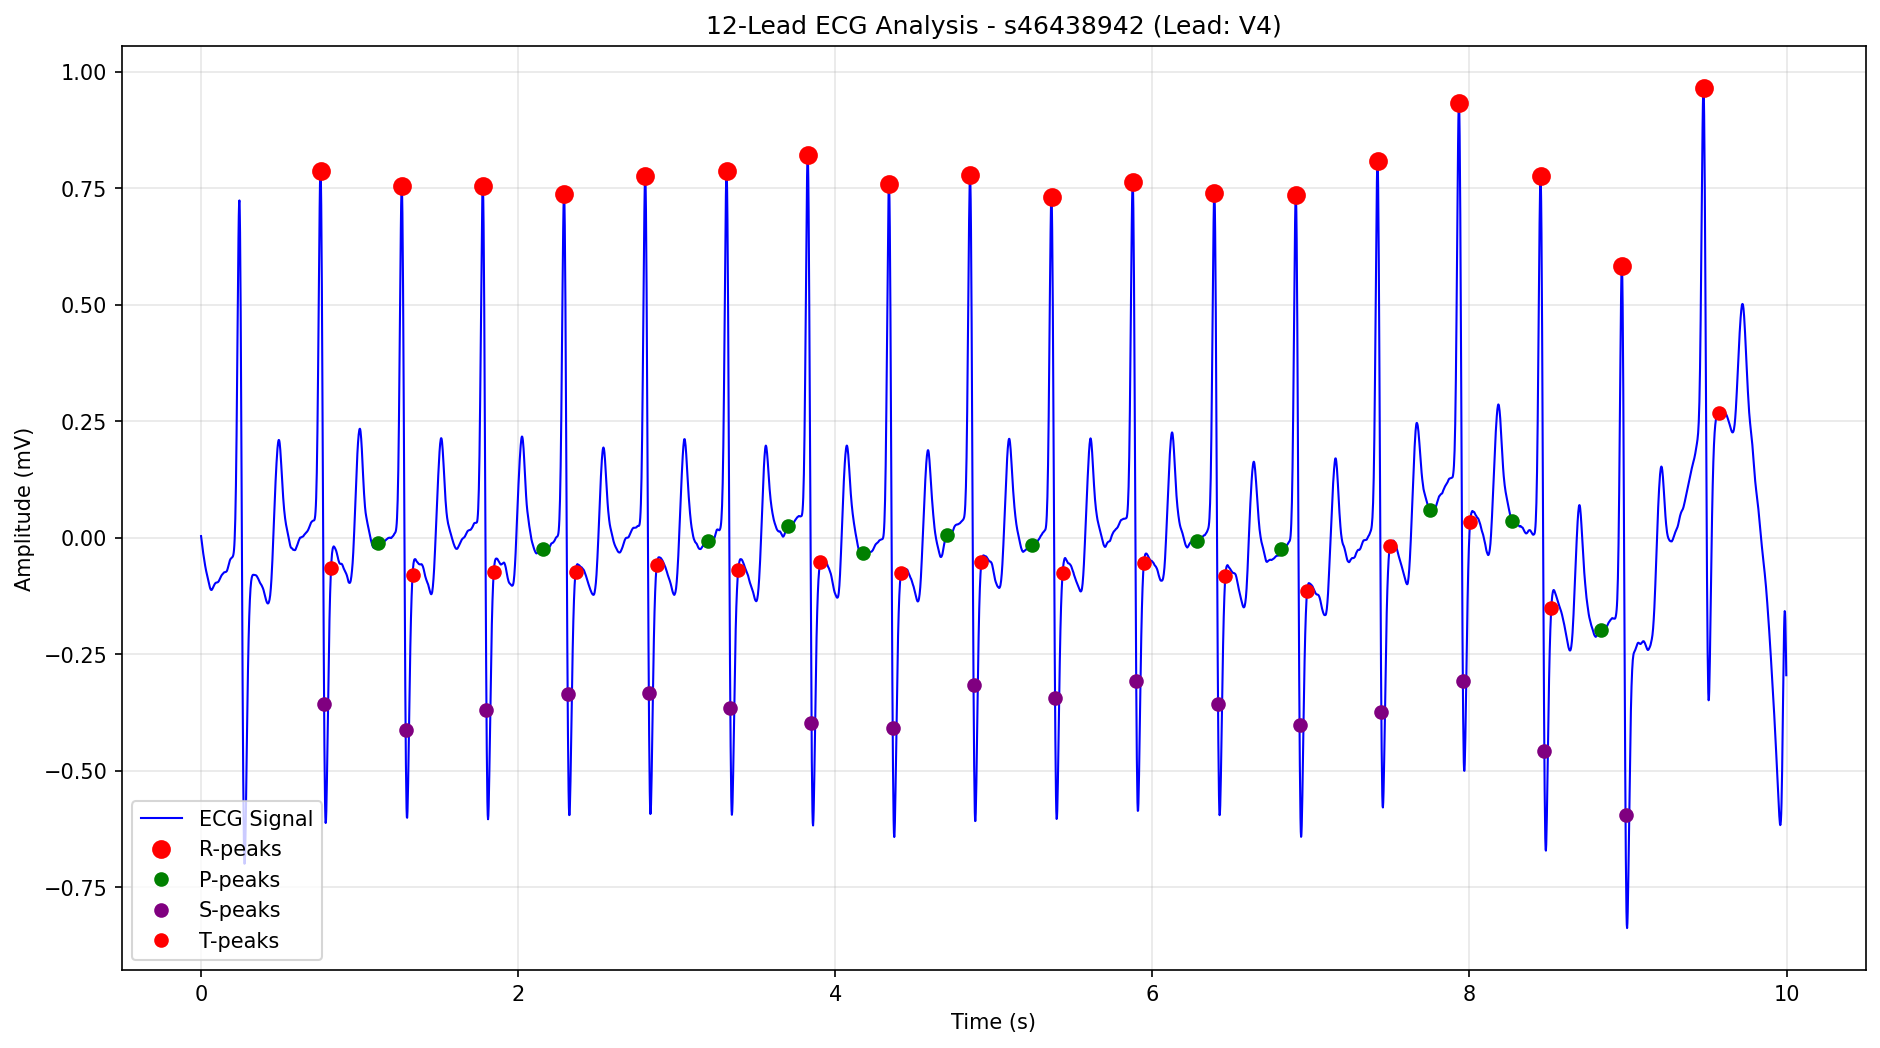 12-Lead ECG Analysis - s46438942 (Lead: V4)
Amplitude (mV)
1.00
0.75
0.50
0.25
0.00
−0.25
−0.50
−0.75
ECG Signal
R-peaks
P-peaks
S-peaks
T-peaks
0 2 4 6 8 10
Time (s)